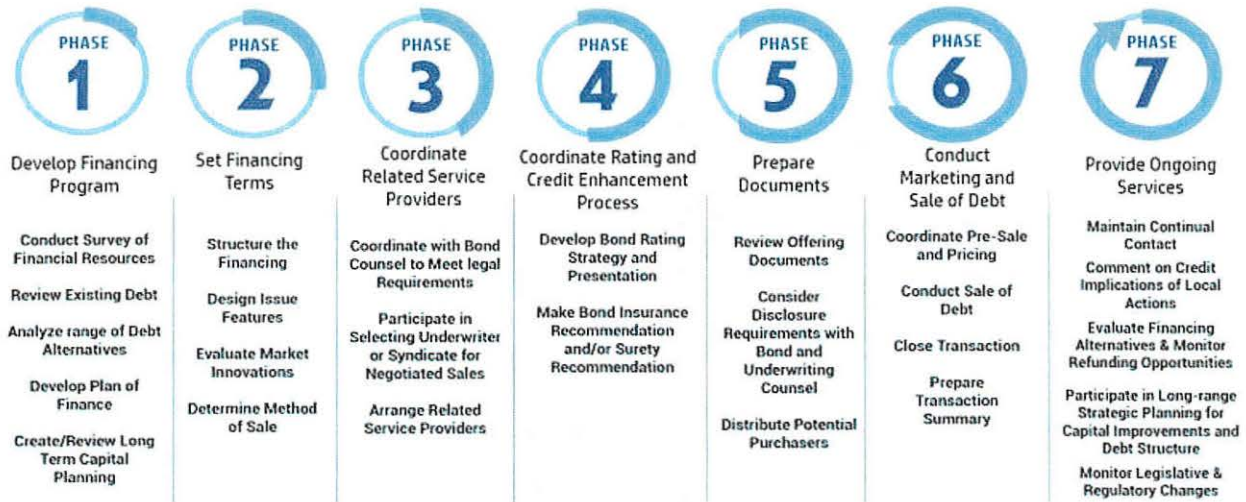 PHASE
1
Develop Financing
Program
Conduct Survey of
Financial Resources
Review Existing Debt
Analyze range of Debt
Alternatives
Develop Plan of
Finance
Create/Review Long
Term Capital
Planning
PHASE
2
Set Financing
Terms
Structure the
Financing
Design Issue
Features
Evaluate Market
Innovations
Determine Method
of Sale
PHASE
3
Coordinate
Related Service
Providers
Coordinate with Bond
Counsel to Meet legal
Requirements
Participate in
Selecting Underwriter
or Syndicate for
Negotiated Sales
Arrange Related
Service Providers
PHASE
4
Coordinate Rating and
Credit Enhancement
Process
Develop Bond Rating
Strategy and
Presentation
Make Bond Insurance
Recommendation
and/or Surety
Recommendation
PHASE
5
Prepare
Documents
Review Offering
Documents
Consider
Disclosure
Requirements with
Bond and
Underwriting
Counsel
Distribute Potential
Purchasers
PHASE
6
Conduct
Marketing and
Sale of Debt
Coordinate Pre-Sale
and Pricing
Conduct Sale of
Debt
Close Transaction
Prepare
Transaction
Summary
PHASE
7
Provide Ongoing
Services
Maintain Continual
Contact
Comment on Credit
Implications of Local
Actions
Evaluate Financing
Alternatives & Monitor
Refunding Opportunities
Participate in Long-range
Strategic Planning for
Capital Improvements and
Debt Structure
Monitor Legislative &
Regulatory Changes